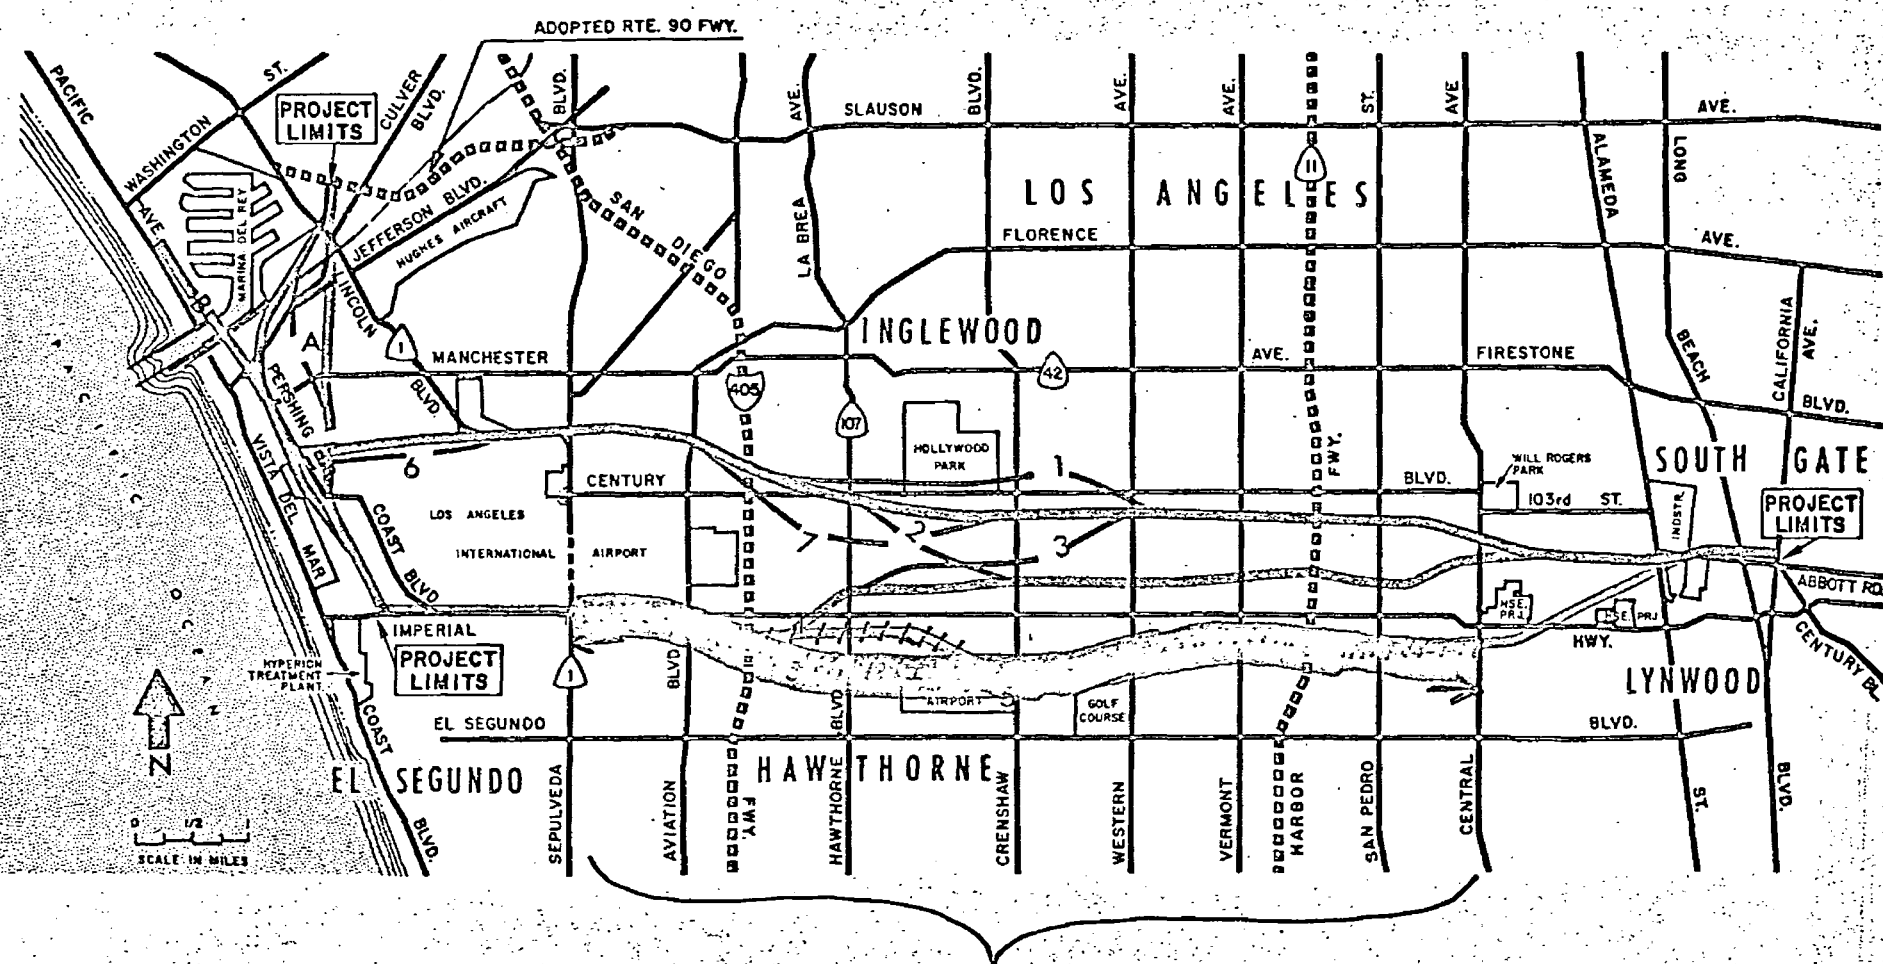 ADOPTED RTE. 90 FWY.
PACIFIC
AVE.
WASHINGTON
ST.
PROJECT
LIMITS
CULVER
BLVD.
BLVD.
AVE.
SLAUSON
BLVD.
AVE.
AVE.
ST.
AVE
AVE.
ALAMEDA
LONG
11
MARINA DEL REY
JEFFERSON BLVD.
HUGHES AIRCRAFT
SAN
DIEGO
LA BREA
LOS ANGELES
FLORENCE
AVE.
LINCOLN
BLVD.
1
B
A
INGLEWOOD
MANCHESTER
AVE.
FIRESTONE
BLVD.
42
405
107
BEACH
CALIFORNIA
AVE.
PERSHING
VISTA DEL MAR
6
HOLLYWOOD
PARK
1
FWY.
CENTURY
BLVD.
WILL ROGERS
PARK
103rd ST.
SOUTH GATE
PROJECT
LIMITS
INDSTR.
LOS ANGELES
INTERNATIONAL AIRPORT
COAST
BLVD
7
2
3
ABBOTT RD.
HSE.
PRJ.
HSE. PRJ
IMPERIAL
HWY.
CENTURY BL
PROJECT
LIMITS
HYPERION
TREATMENT
PLANT
1
BLVD
BLVD
AIRPORT
GOLF
COURSE
LYNWOOD
COAST
BLVD.
EL SEGUNDO
BLVD.
N
EL SEGUNDO
HAWTHORNE
SEPULVEDA
AVIATION
FWY.
HAWTHORNE
CRENSHAW
WESTERN
VERMONT
HARBOR
SAN PEDRO
CENTRAL
ST.
BLVD.
0 1/2 1
SCALE IN MILES